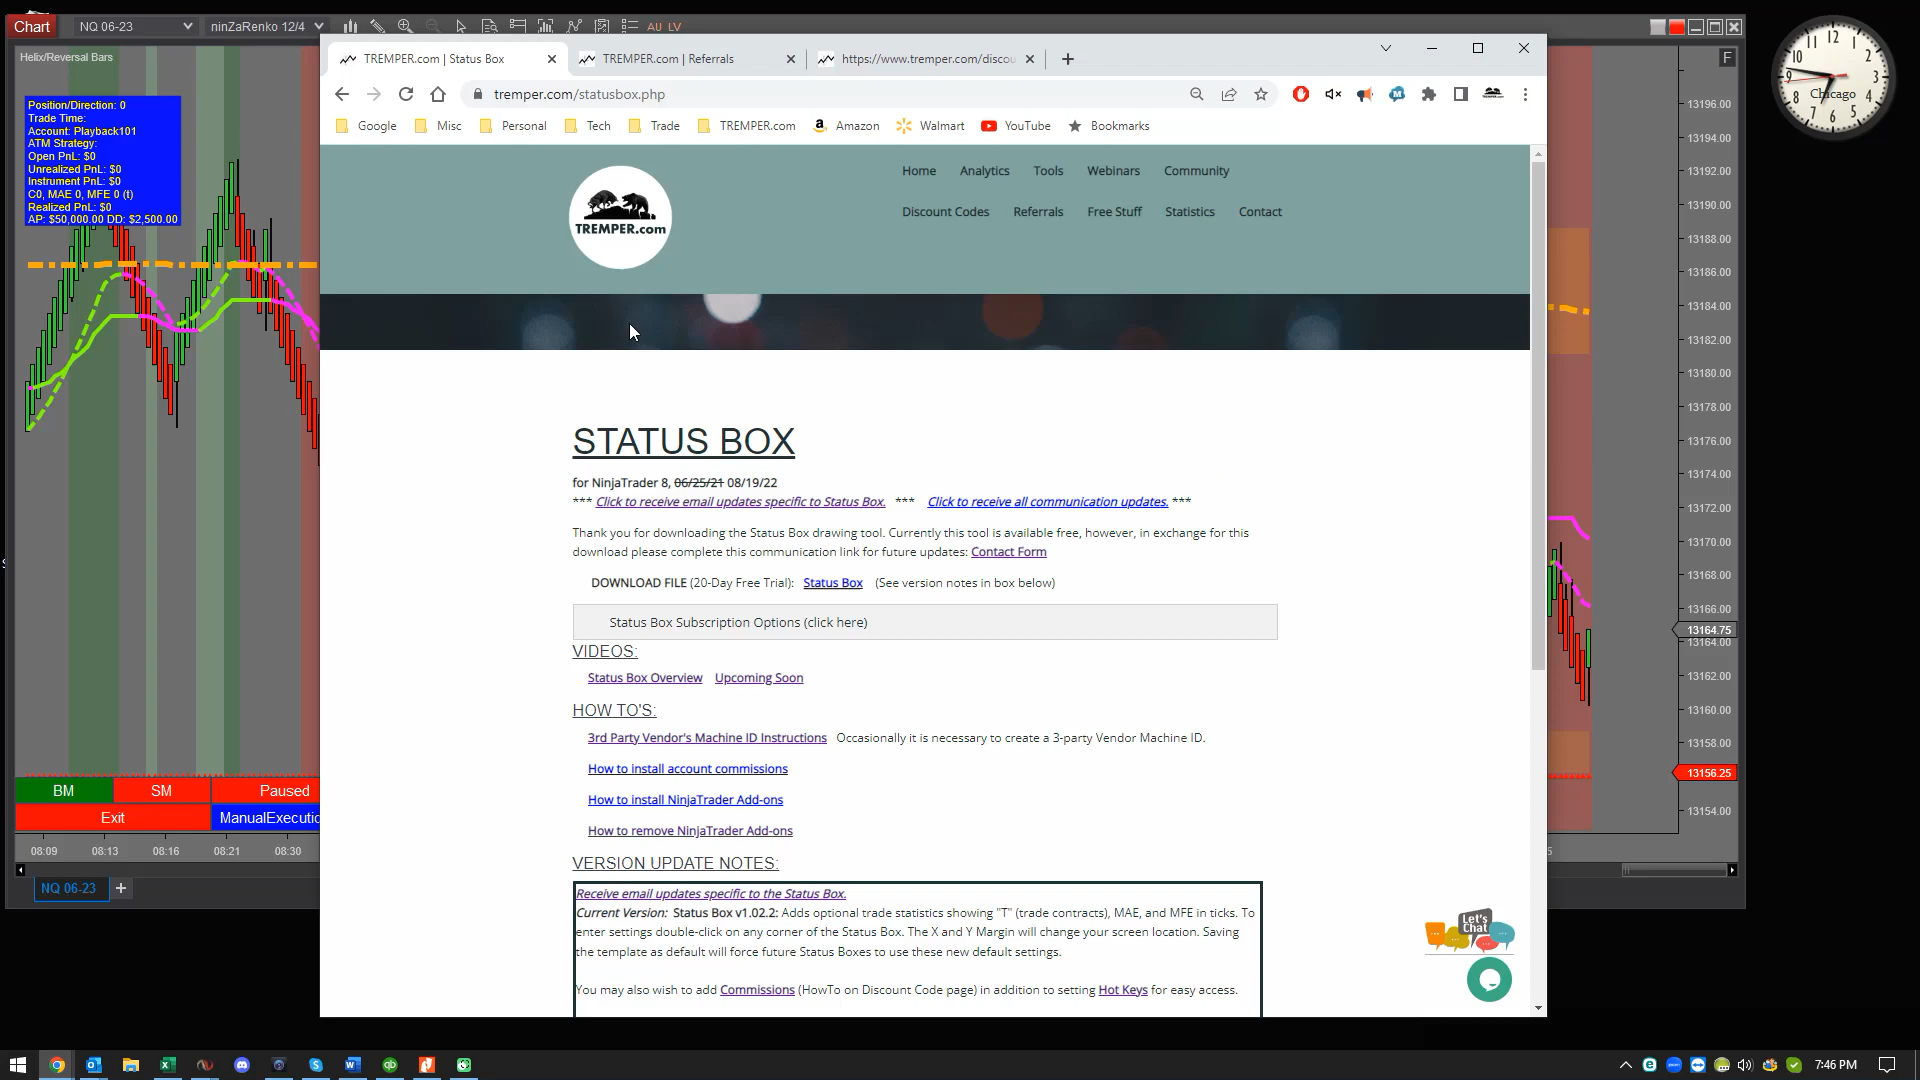 Chart
NQ 06-23
ninZaRenko 12/4
AU LV
Helix/Reversal Bars
F
Position/Direction: 0
Trade Time:
Account: Playback101
ATM Strategy:
Open PnL: $0
Unrealized PnL: $0
Instrument PnL: $0
C0, MAE 0, MFE 0 (t)
Realized PnL: $0
AP: $50,000.00 DD: $2,500.00
BM
SM
Paused
Exit
ManualExecutio
08:09
08:13
08:16
08:21
08:30
NQ 06-23
TREMPER.com | Status Box
TREMPER.com | Referrals
https://www.tremper.com/discou
tremper.com/statusbox.php
Google
Misc
Personal
Tech
Trade
TREMPER.com
Amazon
Walmart
YouTube
Bookmarks
TREMPER.com
Home
Analytics
Tools
Webinars
Community
Discount Codes
Referrals
Free Stuff
Statistics
Contact
STATUS BOX
for NinjaTrader 8, 06/25/21 08/19/22
*** Click to receive email updates specific to Status Box. *** Click to receive all communication updates. ***
Thank you for downloading the Status Box drawing tool. Currently this tool is available free, however, in exchange for this
download please complete this communication link for future updates: Contact Form
DOWNLOAD FILE (20-Day Free Trial): Status Box (See version notes in box below)
Status Box Subscription Options (click here)
VIDEOS:
Status Box Overview Upcoming Soon
HOW TO'S:
3rd Party Vendor's Machine ID Instructions Occasionally it is necessary to create a 3-party Vendor Machine ID.
How to install account commissions
How to install NinjaTrader Add-ons
How to remove NinjaTrader Add-ons
VERSION UPDATE NOTES:
Receive email updates specific to the Status Box.
Current Version: Status Box v1.02.2: Adds optional trade statistics showing "T" (trade contracts), MAE, and MFE in ticks. To
enter settings double-click on any corner of the Status Box. The X and Y Margin will change your screen location. Saving
the template as default will force future Status Boxes to use these new default settings.
You may also wish to add Commissions (HowTo on Discount Code page) in addition to setting Hot Keys for easy access.
Let's
Chat
13196.00
13194.00
13192.00
13190.00
13188.00
13186.00
13184.00
13182.00
13180.00
13178.00
13176.00
13174.00
13172.00
13170.00
13168.00
13166.00
13164.75
13164.00
13162.00
13160.00
13158.00
13156.25
13154.00
5
12
1
2
3
4
5
6
7
8
9
10
11
Chicago
7:46 PM